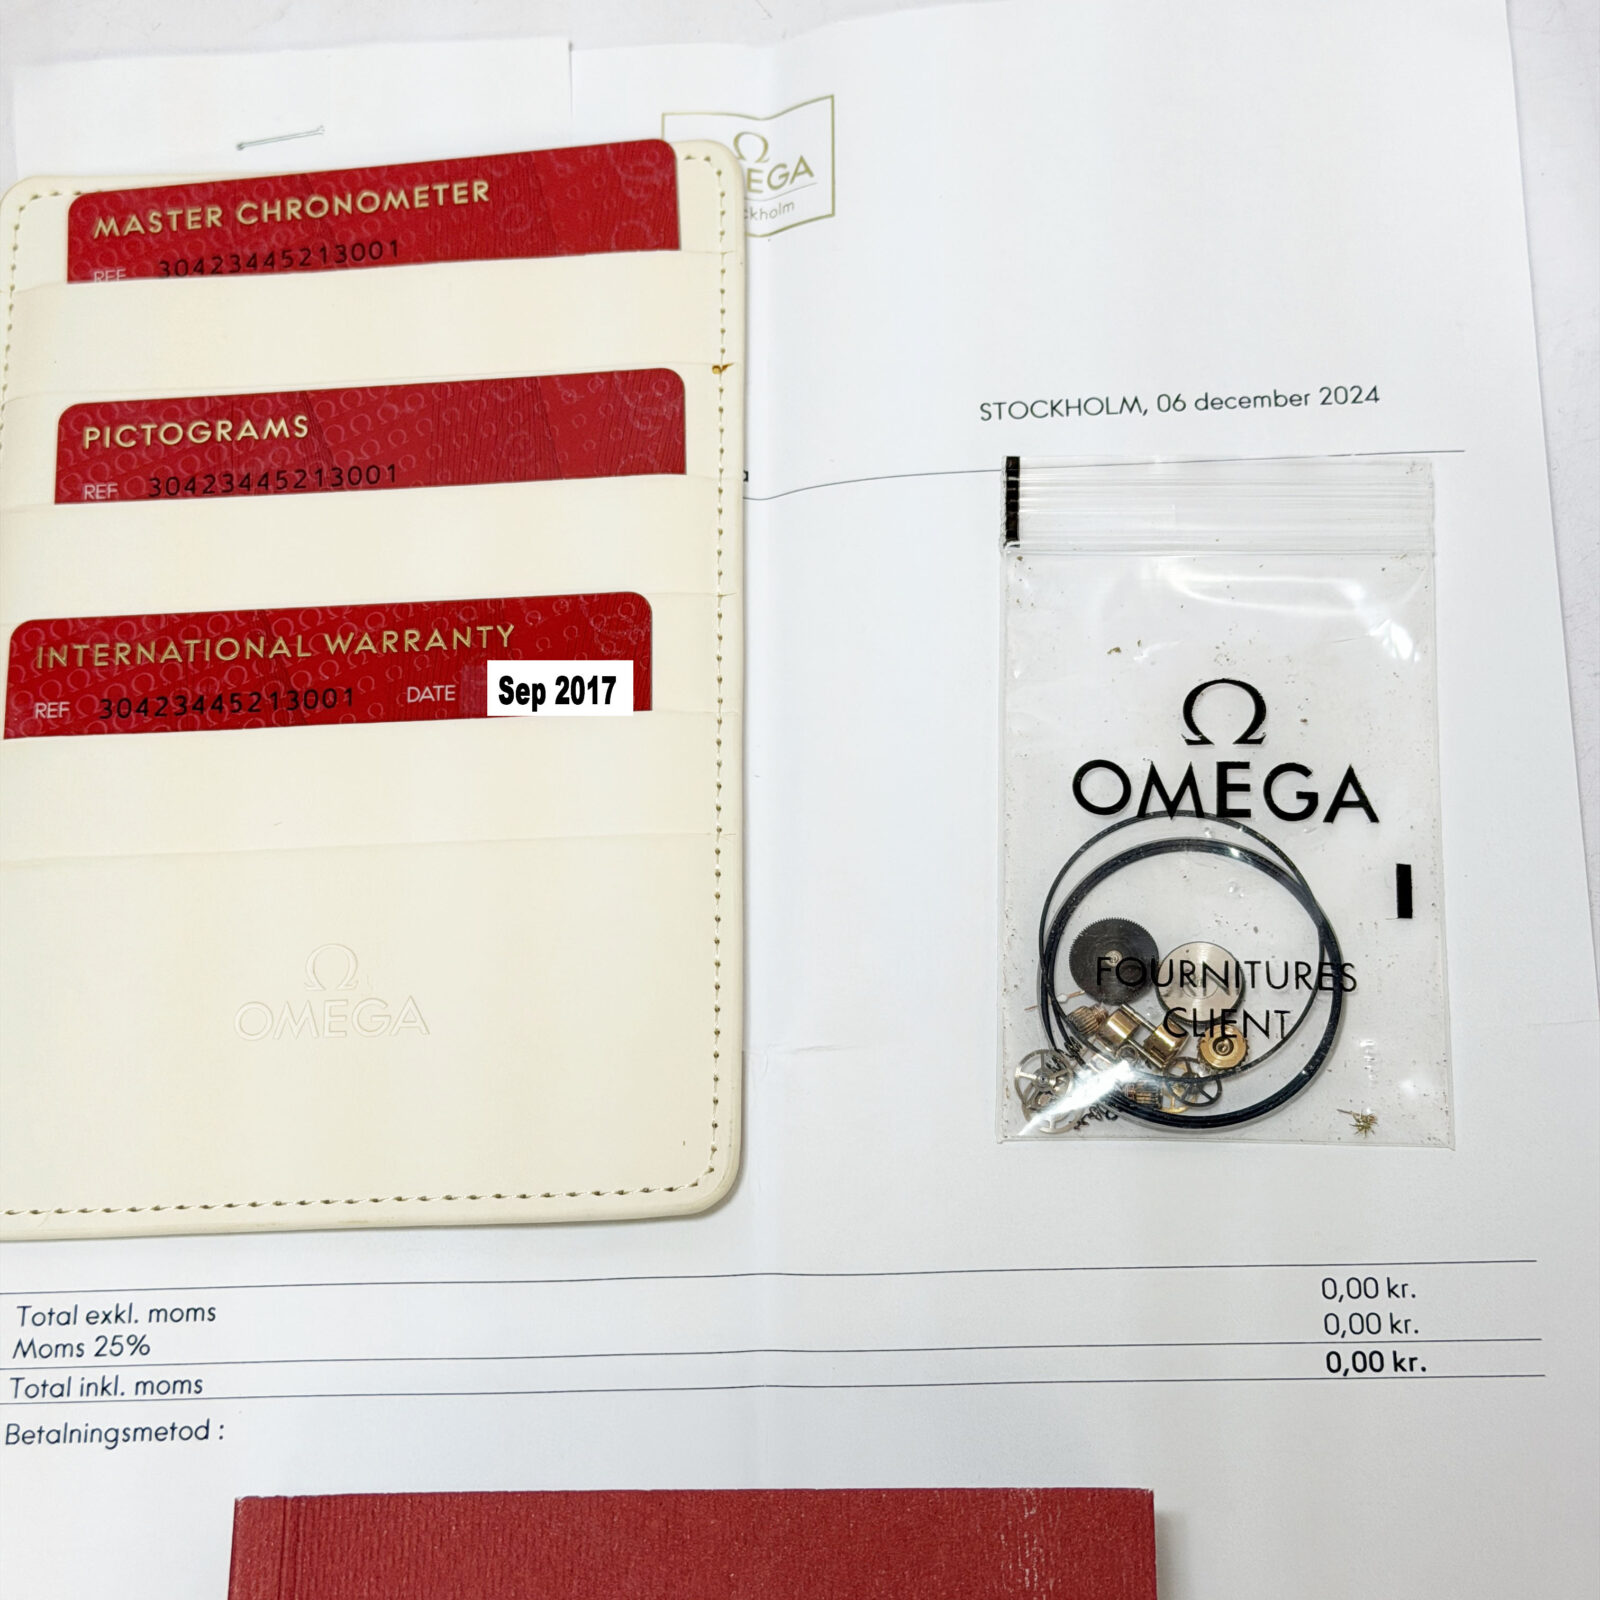 MASTER CHRONOMETER
REF 30423445213001
PICTOGRAMS
REF 30423445213001
INTERNATIONAL WARRANTY
REF 30423445213001 DATE Sep 2017
Ω
OMEGA
Ω
EGA
ckholm
STOCKHOLM, 06 december 2024
a
Ω
OMEGA
FOURNITURES
CLIENT
Total exkl. moms 0,00 kr.
Moms 25% 0,00 kr.
Total inkl. moms 0,00 kr.
Betalningsmetod :